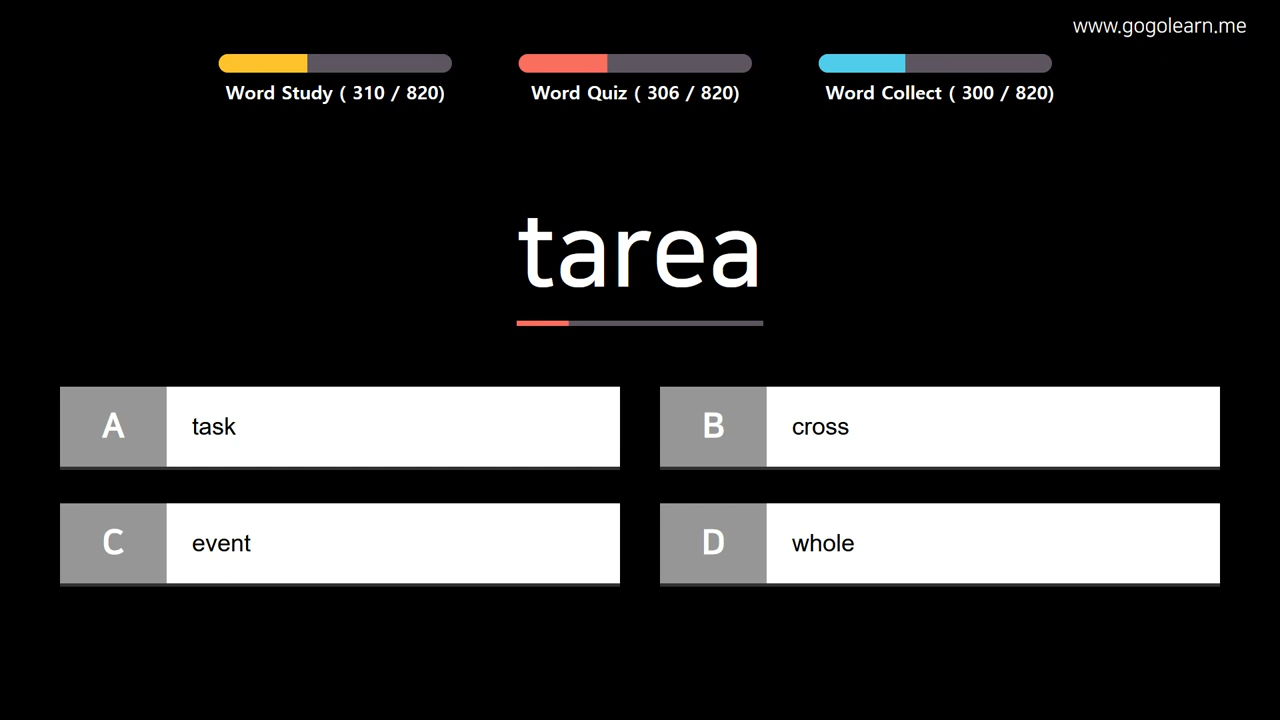 www.gogolearn.me
Word Study ( 310 / 820)
Word Quiz ( 306 / 820)
Word Collect ( 300 / 820)
tarea
A task
B cross
C event
D whole